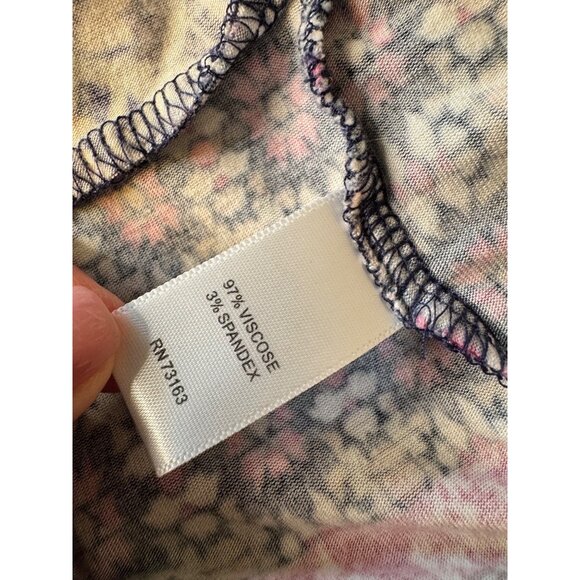 97% VISCOSE
3% SPANDEX
RN73163